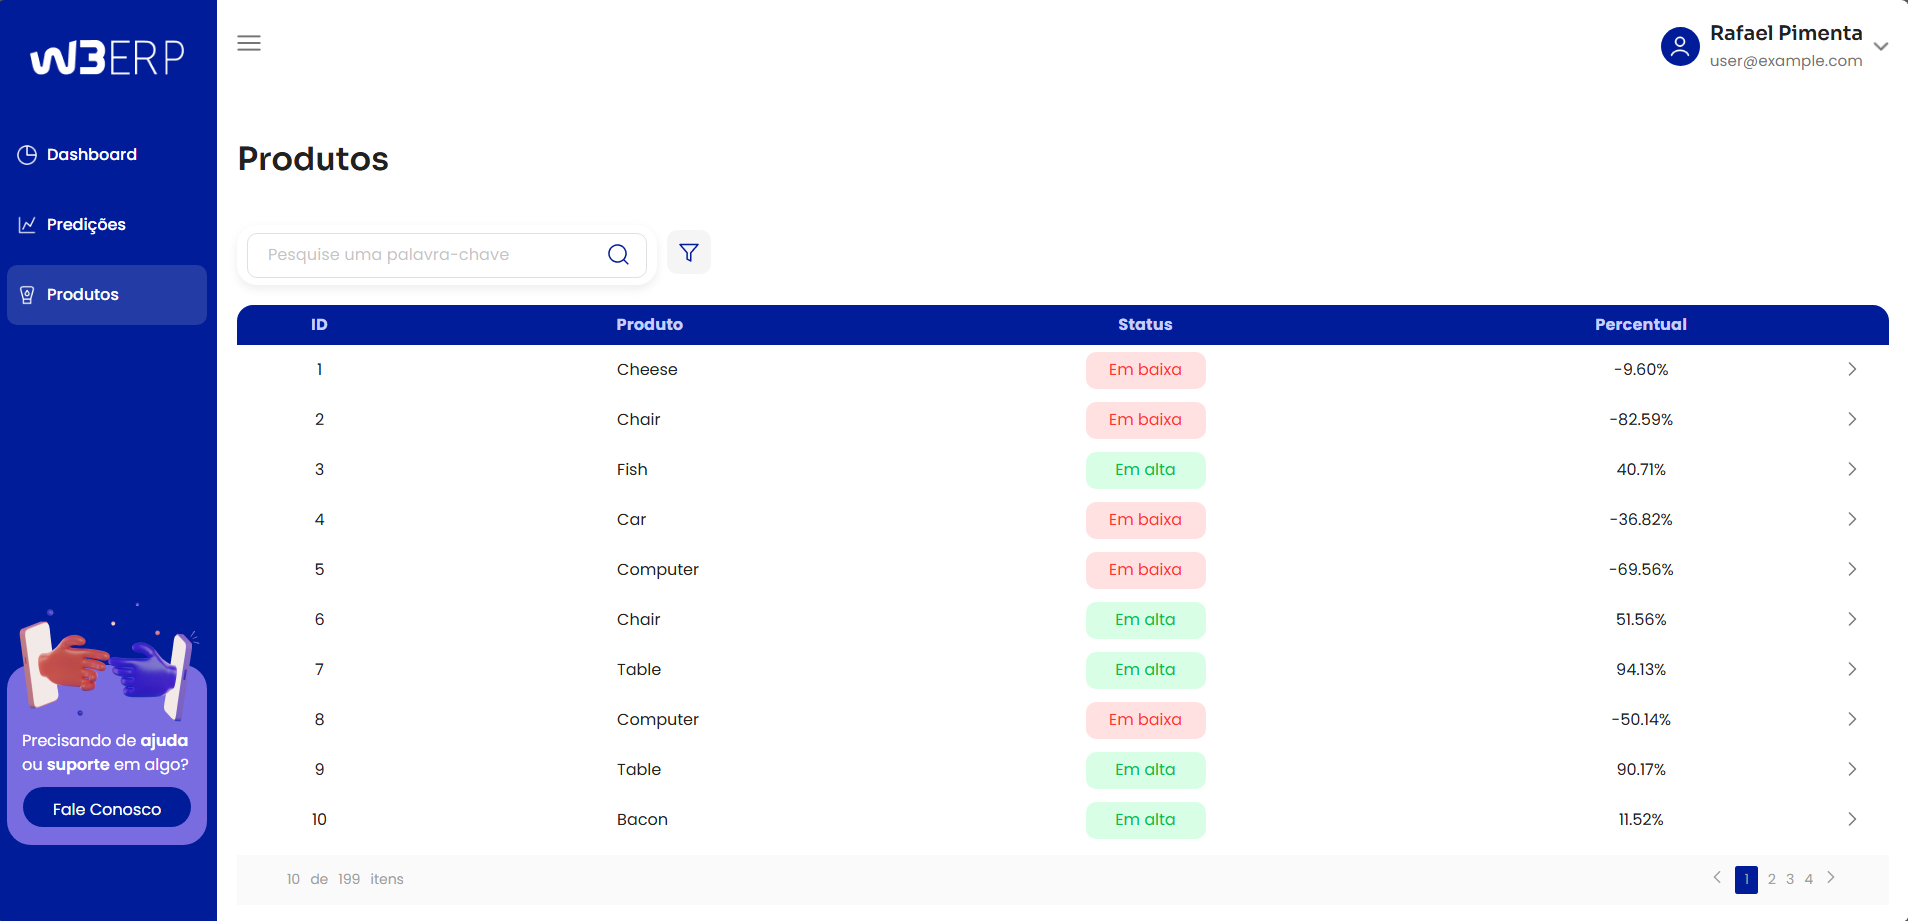 W3ERP
Rafael Pimenta
user@example.com
Dashboard
Predições
Produtos
Produtos
Pesquise uma palavra-chave
ID Produto Status Percentual
1 Cheese Em baixa -9.60%
2 Chair Em baixa -82.59%
3 Fish Em alta 40.71%
4 Car Em baixa -36.82%
5 Computer Em baixa -69.56%
6 Chair Em alta 51.56%
7 Table Em alta 94.13%
8 Computer Em baixa -50.14%
9 Table Em alta 90.17%
10 Bacon Em alta 11.52%
10 de 199 itens
1 2 3 4
Precisando de ajuda
ou suporte em algo?
Fale Conosco